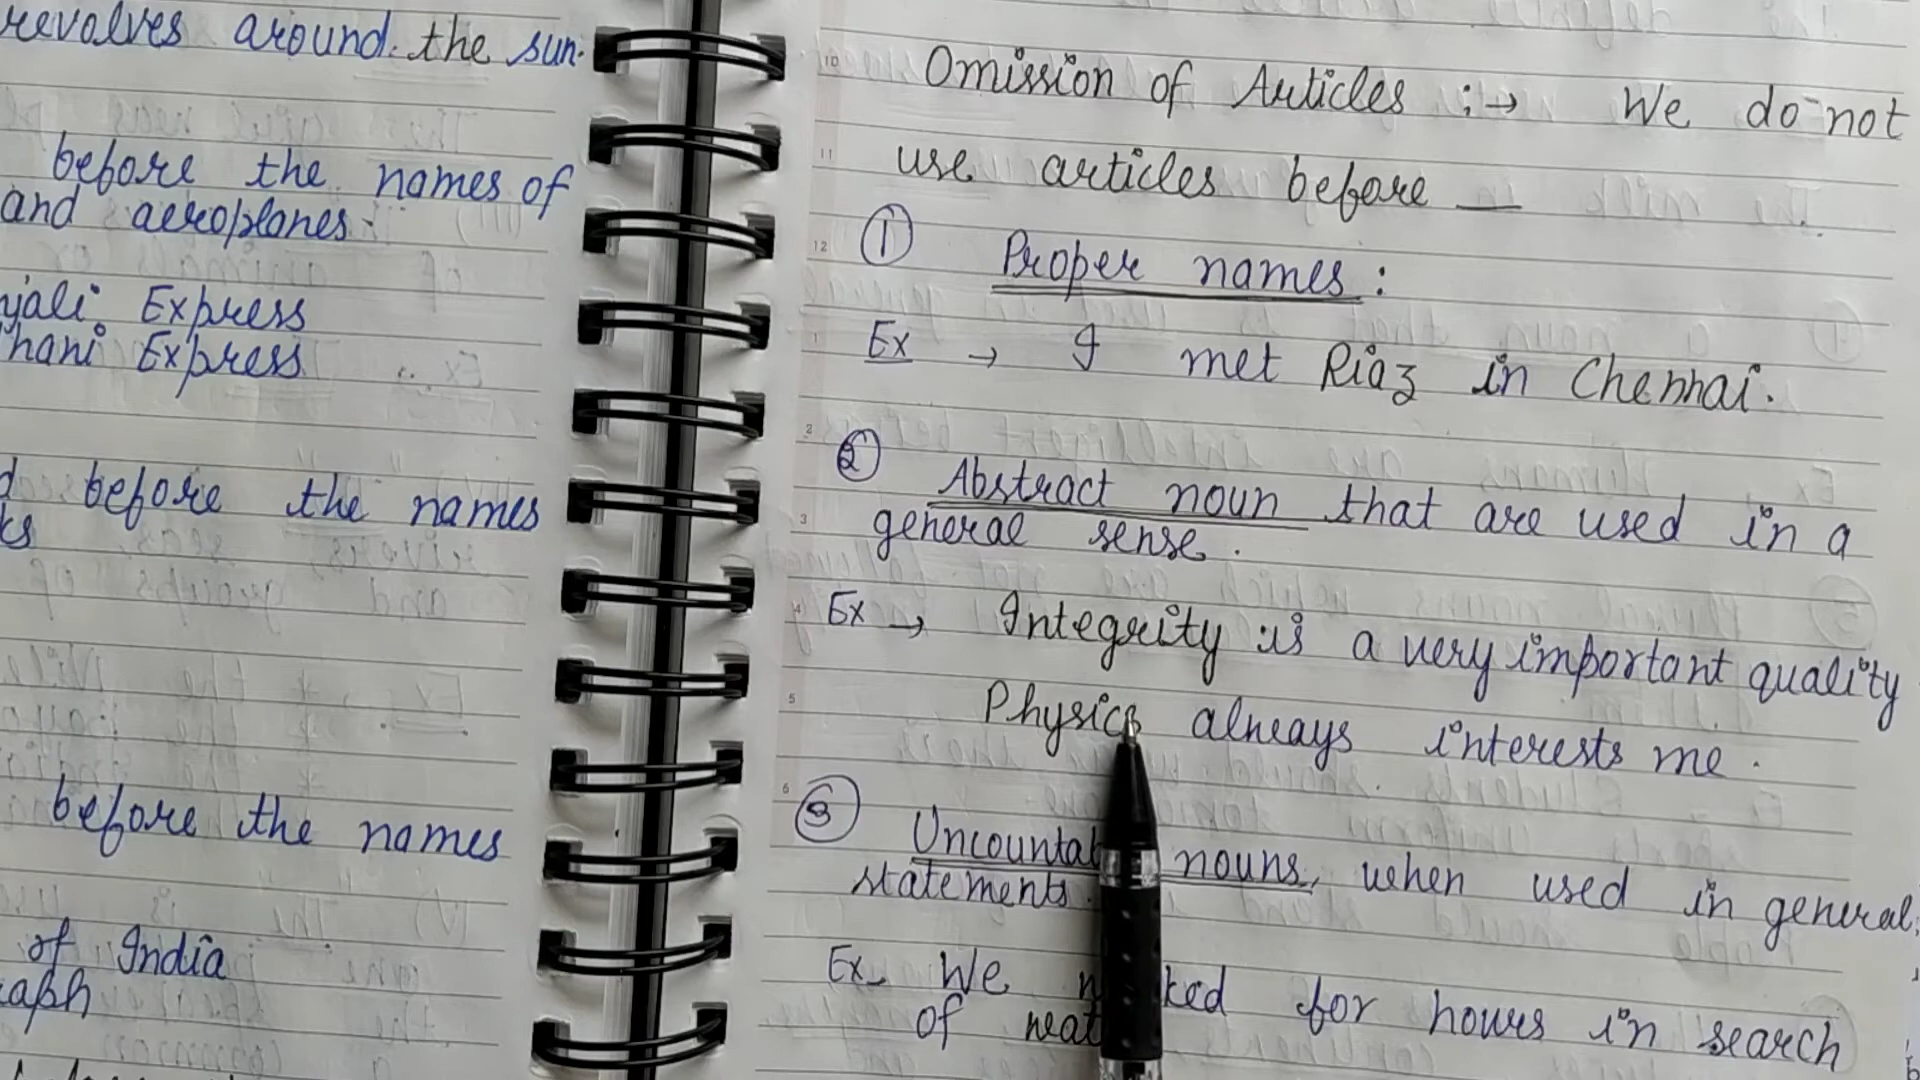 revolves around the sun.
before the names of
and aeroplanes.
Express
Express
before the names
before the names
of India
Omission of Articles :→ We do not
use articles before —
① Proper names :
Ex → I met Riaz in Chennai.
② Abstract noun that are used in a
general sense.
Ex → Integrity is a very important quality
Physics always interests me.
③ nouns, when used in general
statements.
Ex. We for hours in search
of